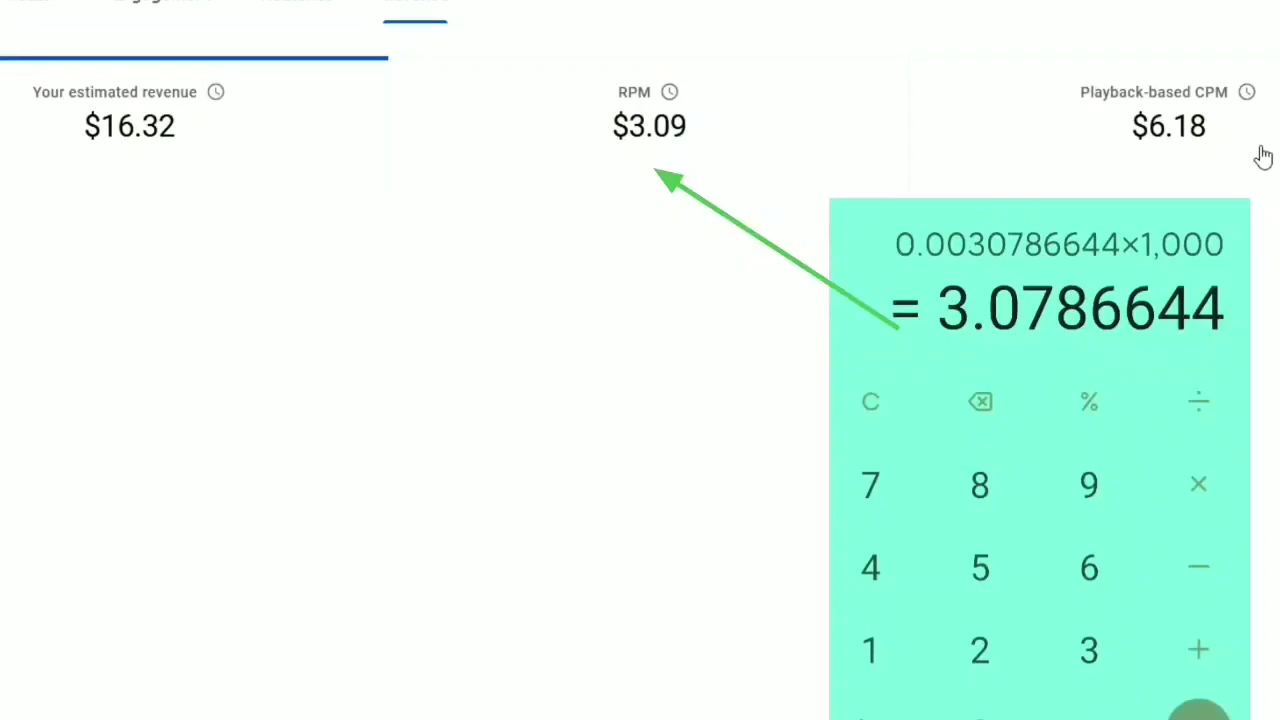 Your estimated revenue
$16.32
RPM
$3.09
Playback-based CPM
$6.18
0.0030786644×1,000
= 3.0786644
C % ÷
7 8 9 ×
4 5 6 −
1 2 3 +